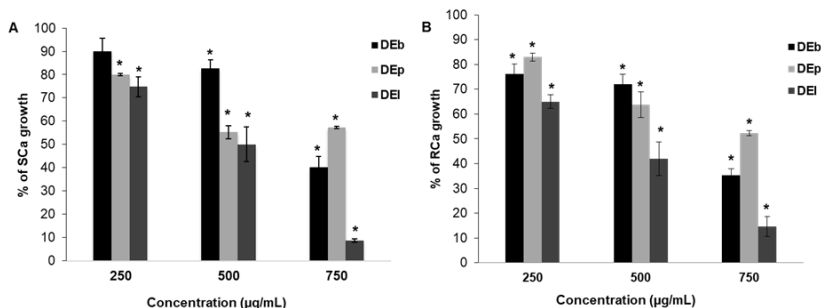 A
% of SCa growth
100
90
80
70
60
50
40
30
20
10
0
* * *
* * *
* * *
250 500 750
Concentration (µg/mL)
DEb
DEp
DEl
B
% of RCa growth
100
90
80
70
60
50
40
30
20
10
0
* * *
* * *
* * *
250 500 750
Concentration (µg/mL)
DEb
DEp
DEl